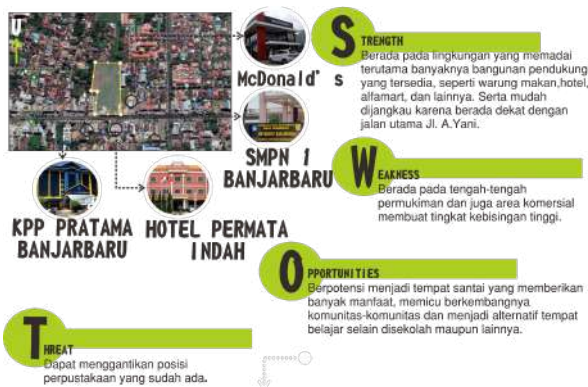 U
McDonald's
SMPN 1
BANJARBARU
KPP PRATAMA
BANJARBARU
HOTEL PERMATA
INDAH
STRENGTH
Berada pada lingkungan yang memadai
terutama banyaknya bangunan pendukung
yang tersedia, seperti warung makan,hotel,
alfamart, dan lainnya. Serta mudah
dijangkau karena berada dekat dengan
jalan utama Jl. A.Yani.
WEAKNESS
Berada pada tengah-tengah
permukiman dan juga area komersial
membuat tingkat kebisingan tinggi.
OPPORTUNITIES
Berpotensi menjadi tempat santai yang memberikan
banyak manfaat, memicu berkembangnya
komunitas-komunitas dan menjadi alternatif tempat
belajar selain disekolah maupun lainnya.
THREAT
Dapat menggantikan posisi
perpustakaan yang sudah ada.